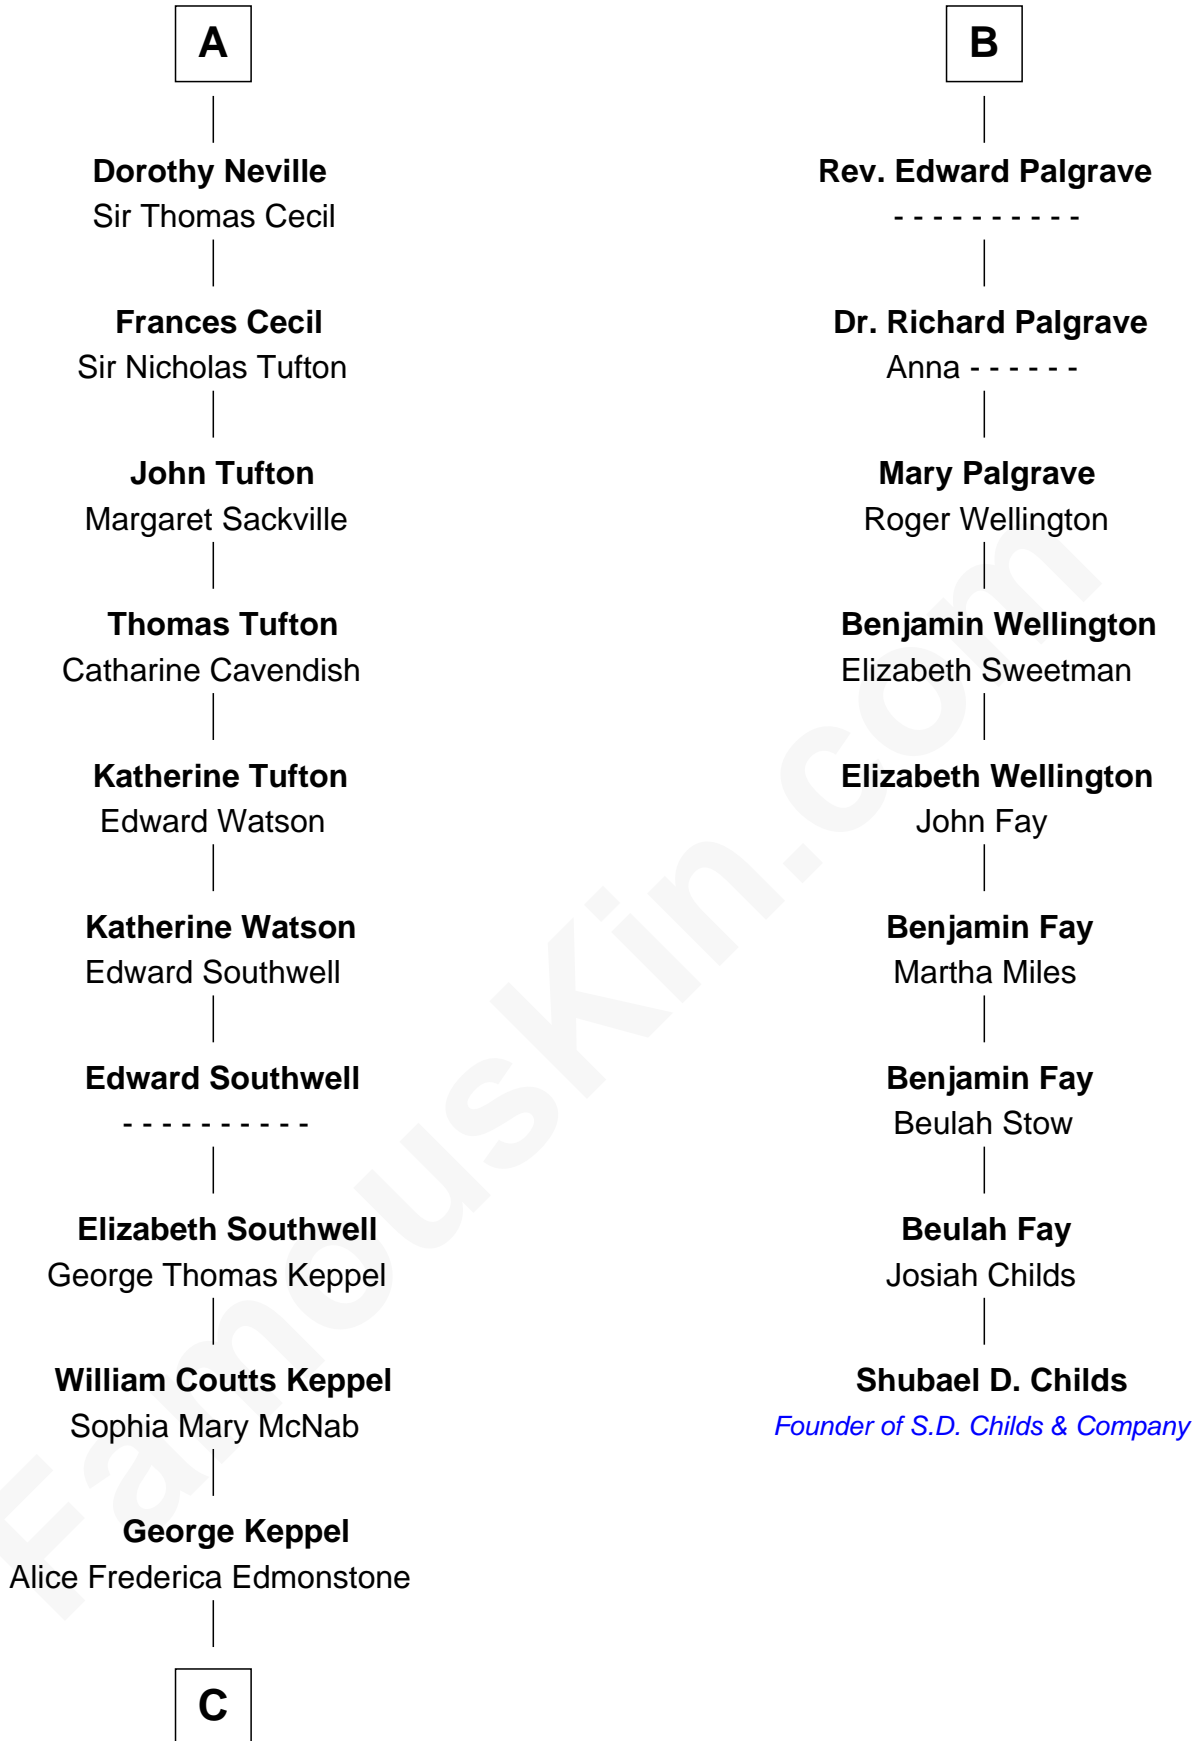 A
Dorothy Neville
Sir Thomas Cecil
Frances Cecil
Sir Nicholas Tufton
John Tufton
Margaret Sackville
Thomas Tufton
Catharine Cavendish
Katherine Tufton
Edward Watson
Katherine Watson
Edward Southwell
Edward Southwell
- - - - - - - - - -
Elizabeth Southwell
George Thomas Keppel
William Coutts Keppel
Sophia Mary McNab
George Keppel
Alice Frederica Edmonstone
C
B
Rev. Edward Palgrave
- - - - - - - - - -
Dr. Richard Palgrave
Anna - - - - - -
Mary Palgrave
Roger Wellington
Benjamin Wellington
Elizabeth Sweetman
Elizabeth Wellington
John Fay
Benjamin Fay
Martha Miles
Benjamin Fay
Beulah Stow
Beulah Fay
Josiah Childs
Shubael D. Childs
Founder of S.D. Childs & Company
FamousKin.com